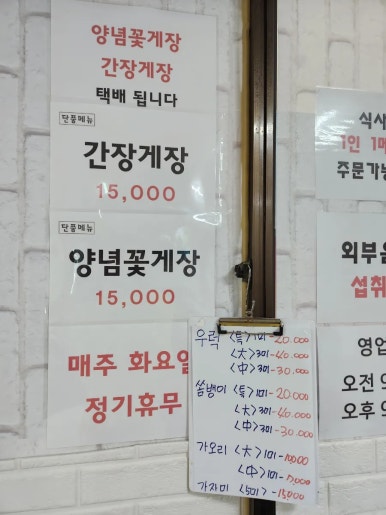 양념꽃게장
간장게장
택배 됩니다
단품메뉴
간장게장
15,000
단품메뉴
양념꽃게장
15,000
매주 화요일
정기휴무
우럭 <특>1미-20.000
<大>3미-40.000
<中>3미-30.000
쏨뱅이 <특>1미-20.000
<大>3미-40.000
<中>3미-30.000
가오리 <大>1미-
<中>1미-
가자미 <5미>-15,000
식사
1인 1메
주문가능
외부음
섭취
영업
오전 9
오후 9